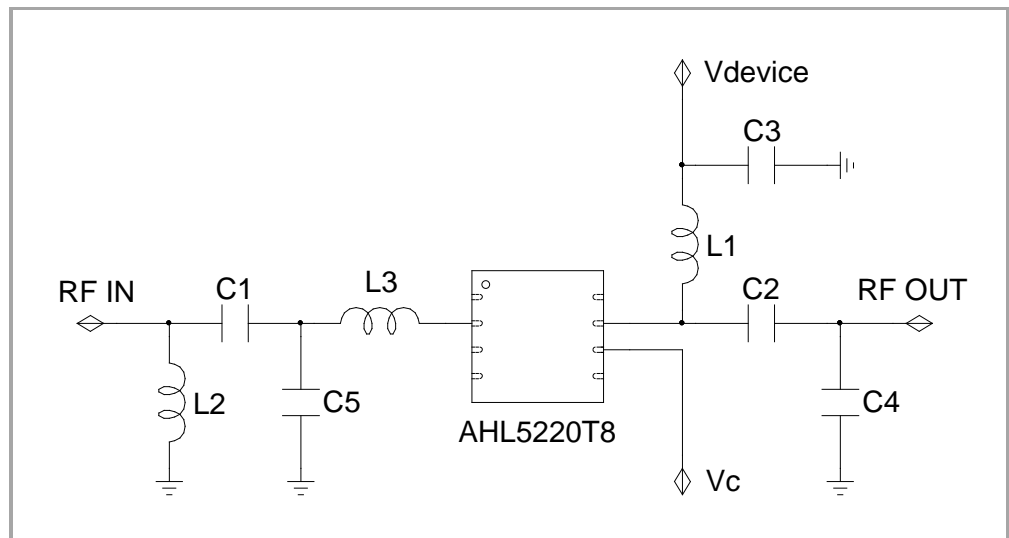 Vdevice
C3
L1
RF IN
C1
L3
C2
RF OUT
L2
C5
C4
AHL5220T8
Vc